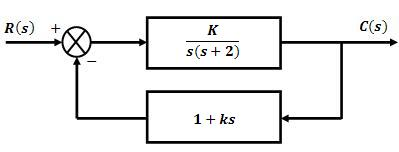 R(s) + K C(s)
s(s + 2)
−
1 + ks